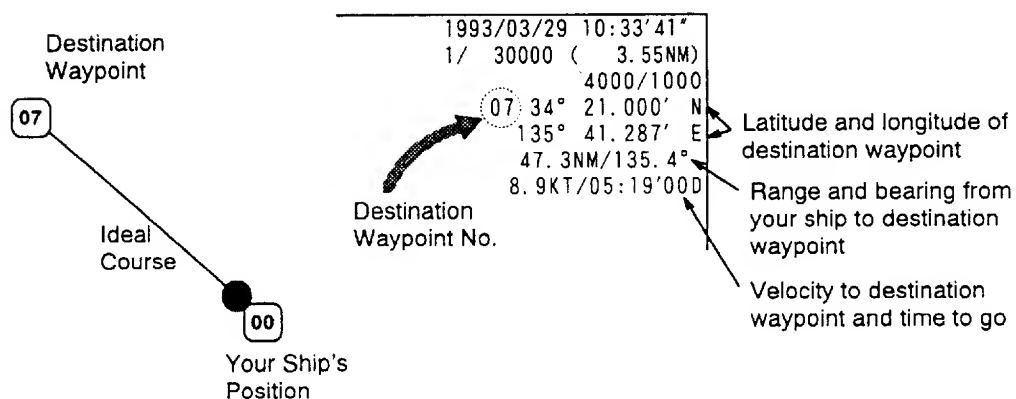 Destination
Waypoint
07
Ideal
Course
00
Your Ship's
Position
1993/03/29 10:33'41"
1/ 30000 ( 3.55NM)
4000/1000
07 34° 21.000' N
135° 41.287' E
47.3NM/135.4°
8.9KT/05:19'00D
Destination
Waypoint No.
Latitude and longitude of
destination waypoint
Range and bearing from
your ship to destination
waypoint
Velocity to destination
waypoint and time to go